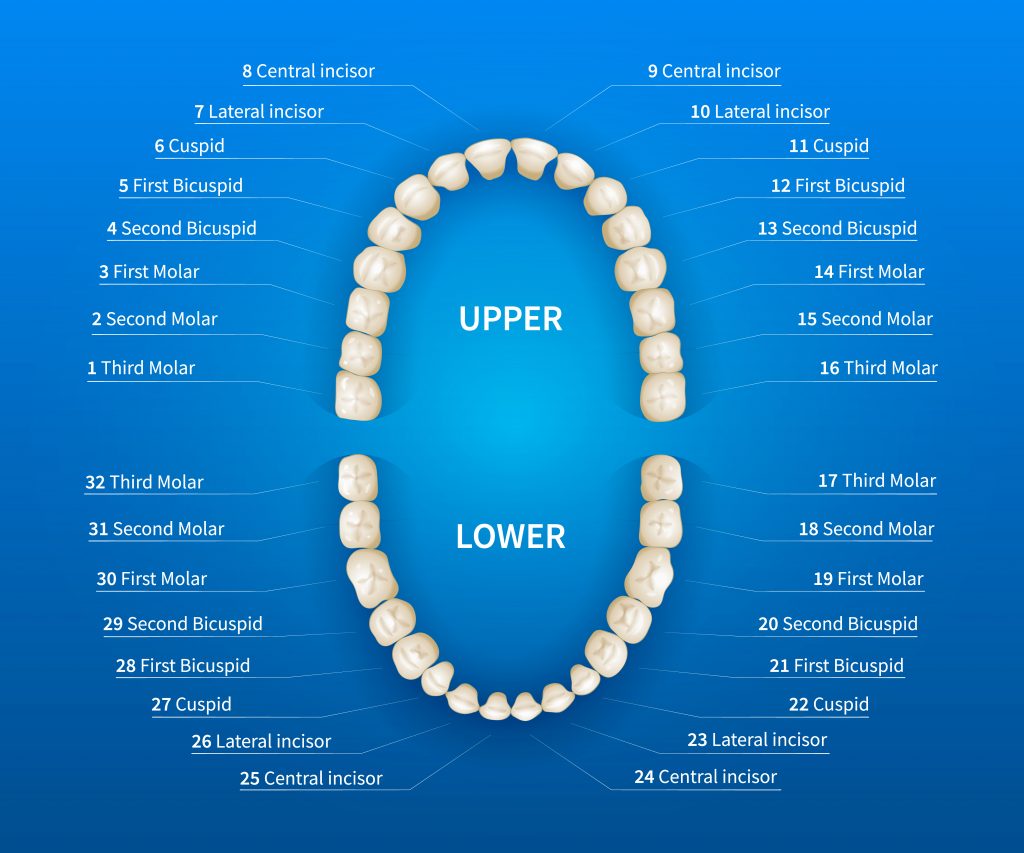 8 Central incisor
9 Central incisor
7 Lateral incisor
10 Lateral incisor
6 Cuspid
11 Cuspid
5 First Bicuspid
12 First Bicuspid
4 Second Bicuspid
13 Second Bicuspid
3 First Molar
14 First Molar
2 Second Molar
UPPER
15 Second Molar
1 Third Molar
16 Third Molar
32 Third Molar
17 Third Molar
31 Second Molar
LOWER
18 Second Molar
30 First Molar
19 First Molar
29 Second Bicuspid
20 Second Bicuspid
28 First Bicuspid
21 First Bicuspid
27 Cuspid
22 Cuspid
26 Lateral incisor
23 Lateral incisor
25 Central incisor
24 Central incisor